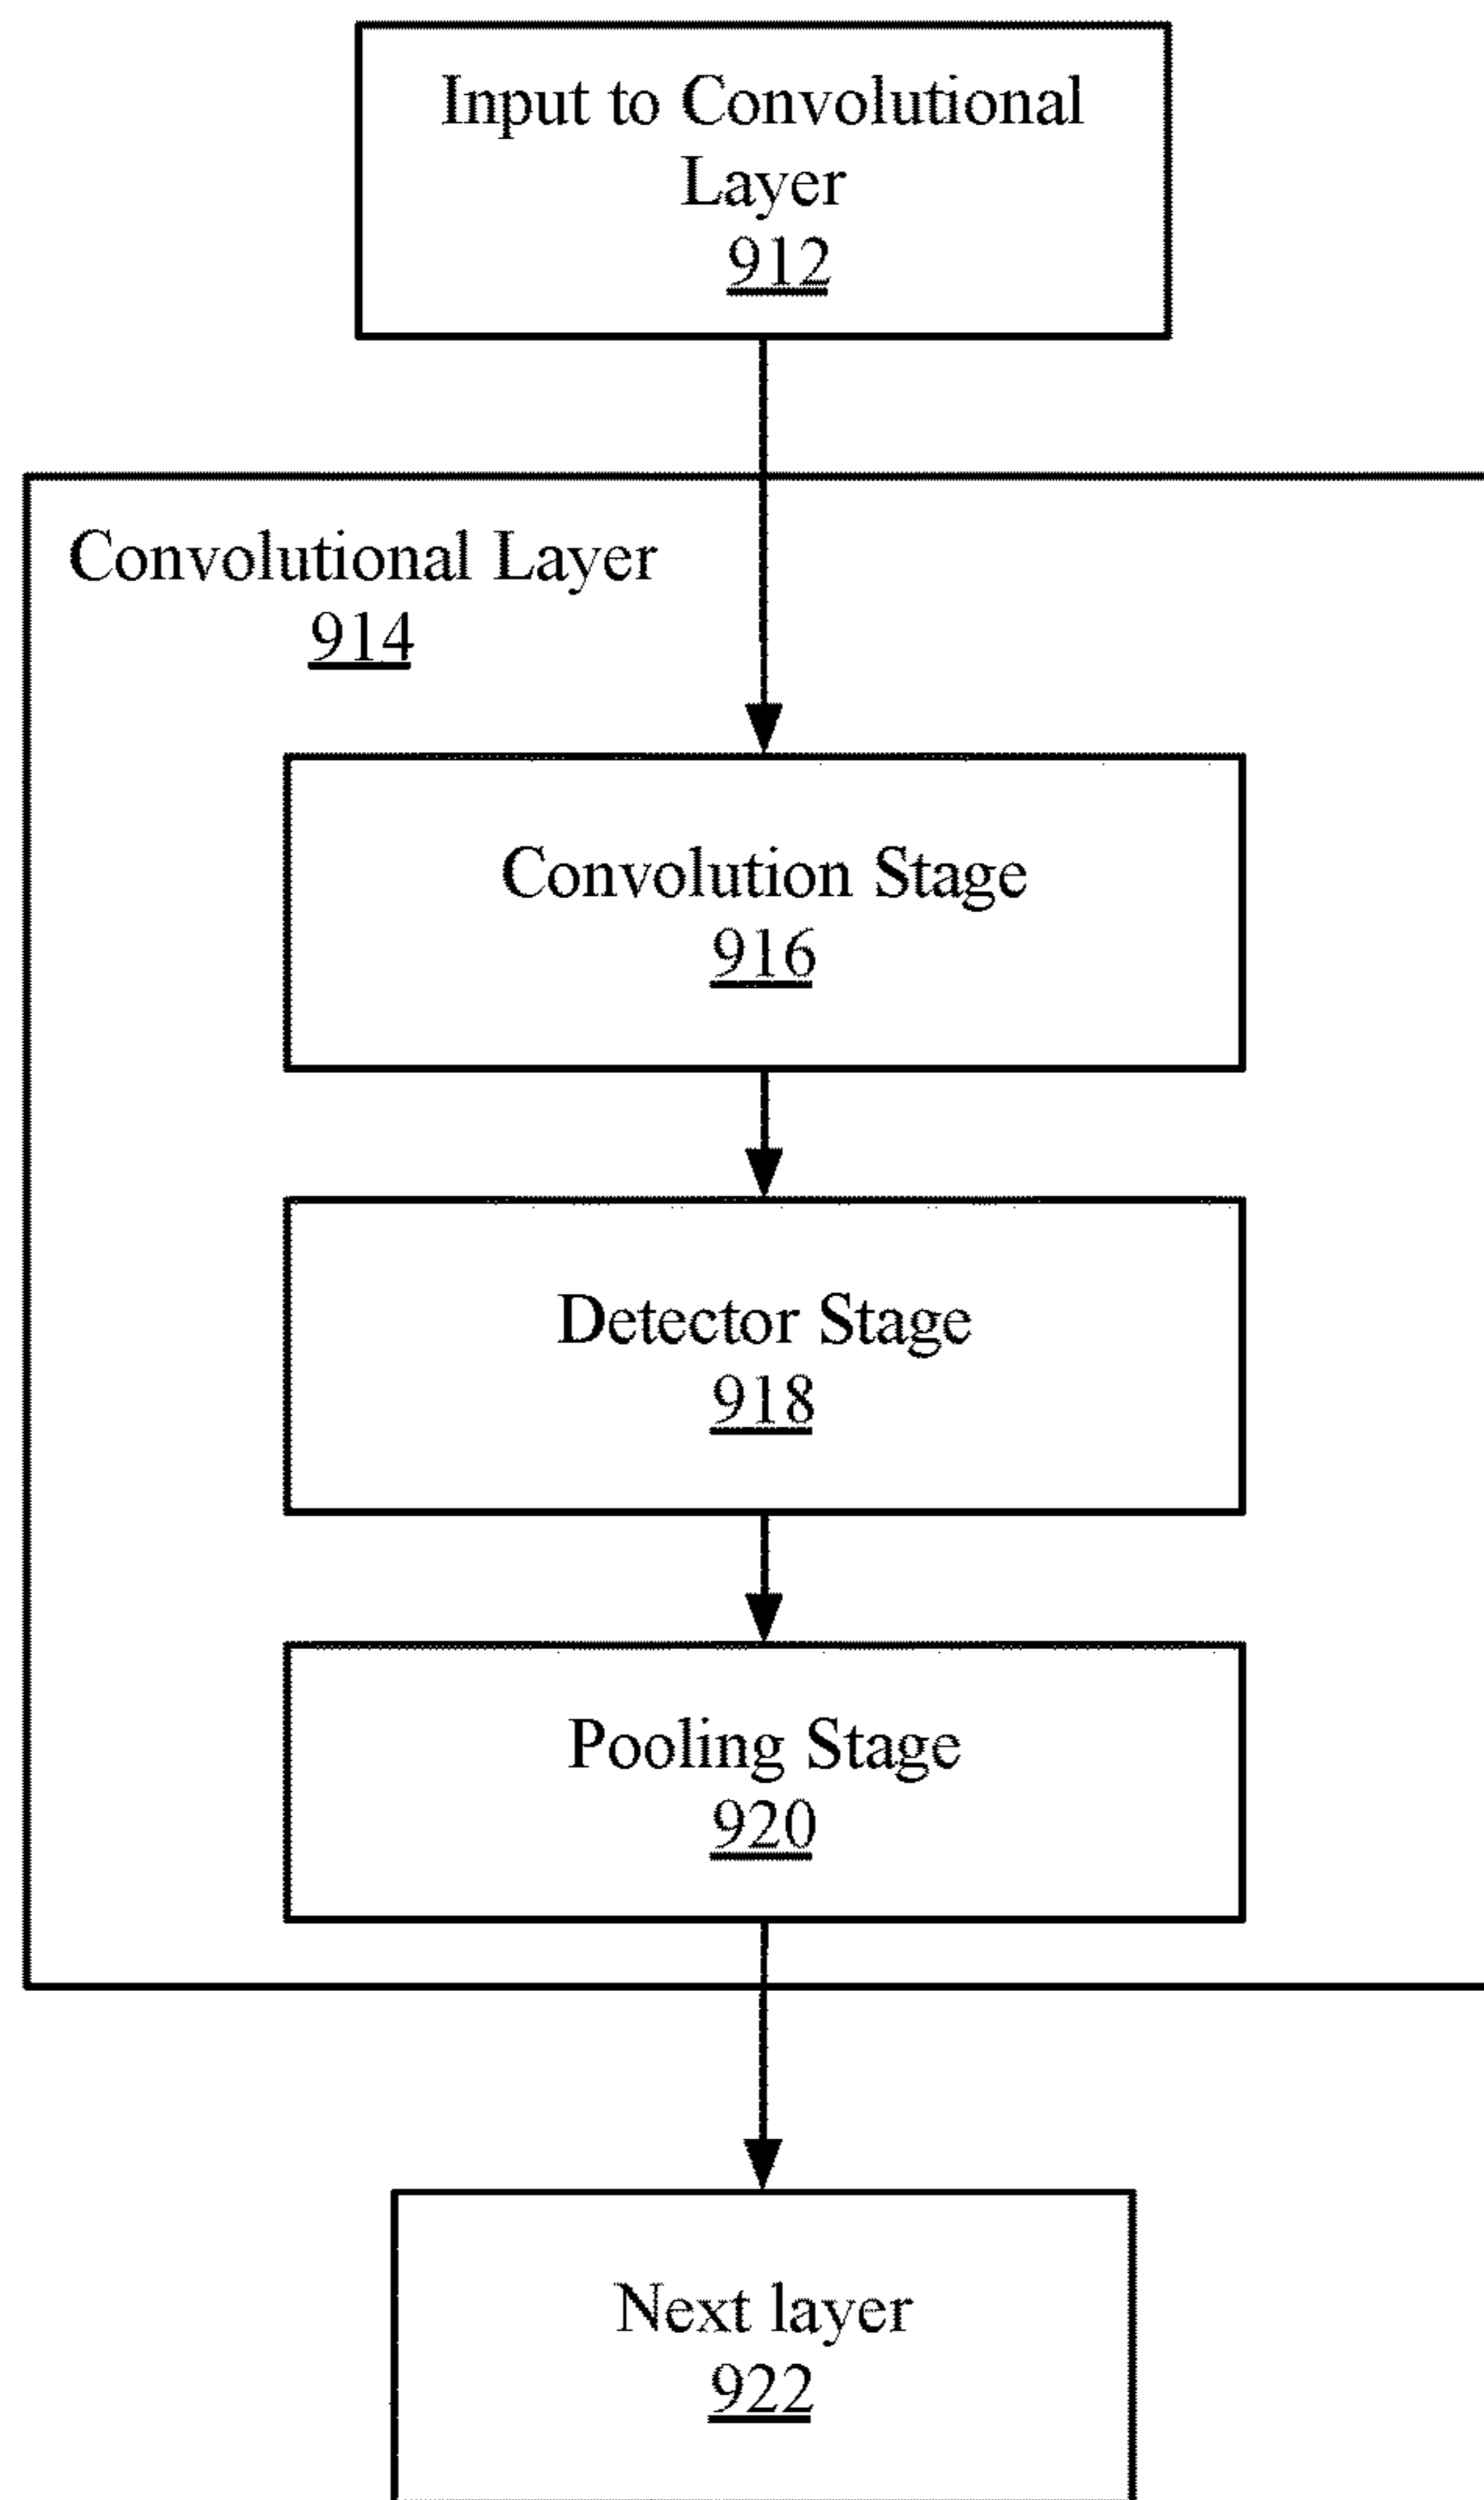 Input to Convolutional
Layer
912
Convolutional Layer
914
Convolution Stage
916
Detector Stage
918
Pooling Stage
920
Next layer
922